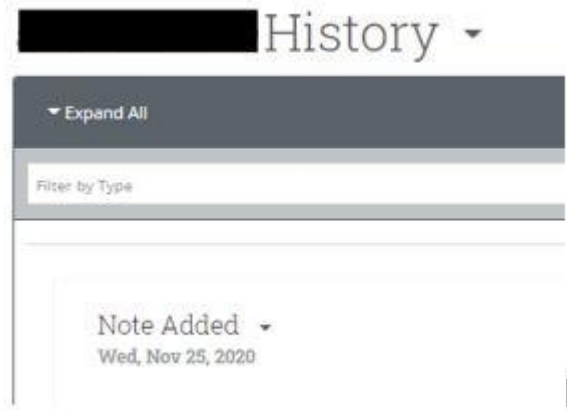 History
Expand All
Filter by Type
Note Added
Wed, Nov 25, 2020